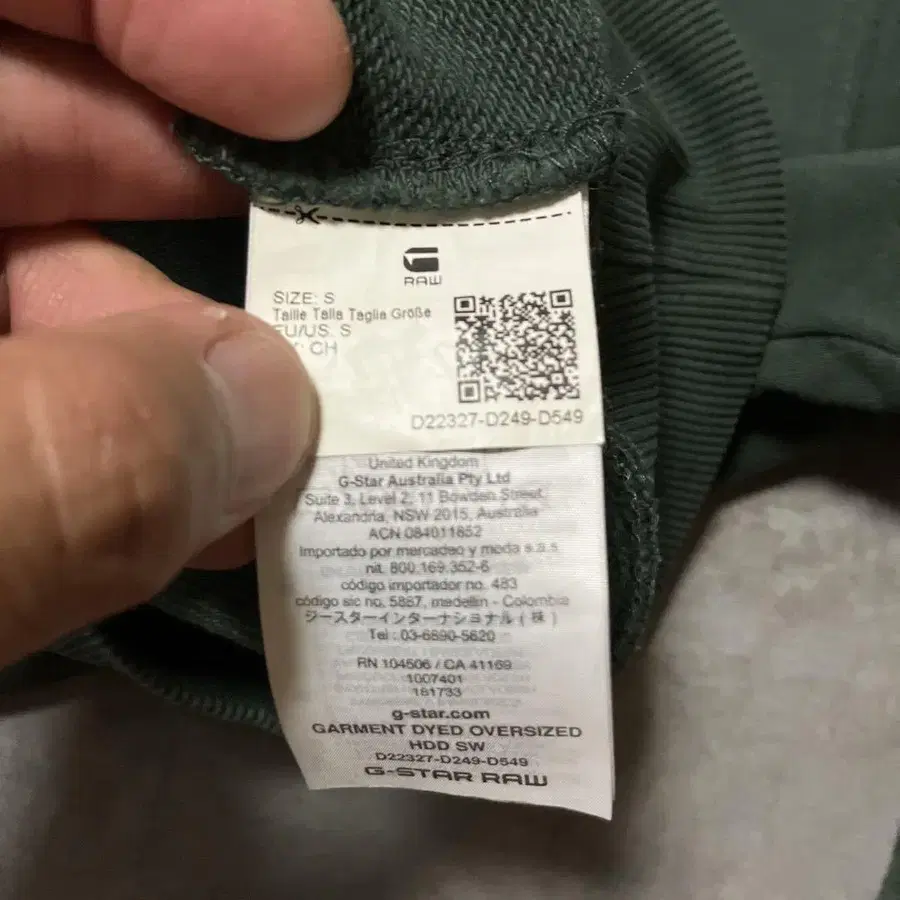 RAW
SIZE: S
Taille Talla Taglia Größe
EU/US: S
: CH
D22327-D249-D549
United Kingdom
G-Star Australia Pty Ltd
Suite 3, Level 2, 11 Bowden Street,
Alexandria, NSW 2015, Australia
ACN 084011852
Importado por mercadeo y moda s.a.s
nit. 800.169.352-6
código importador no. 483
código sic no. 5887, medellin - Colombia
ジースターインターナショナル(株)
Tel : 03-6890-5620
RN 104506 / CA 41169
1007401
181733
g-star.com
GARMENT DYED OVERSIZED
HDD SW
D22327-D249-D549
G-STAR RAW